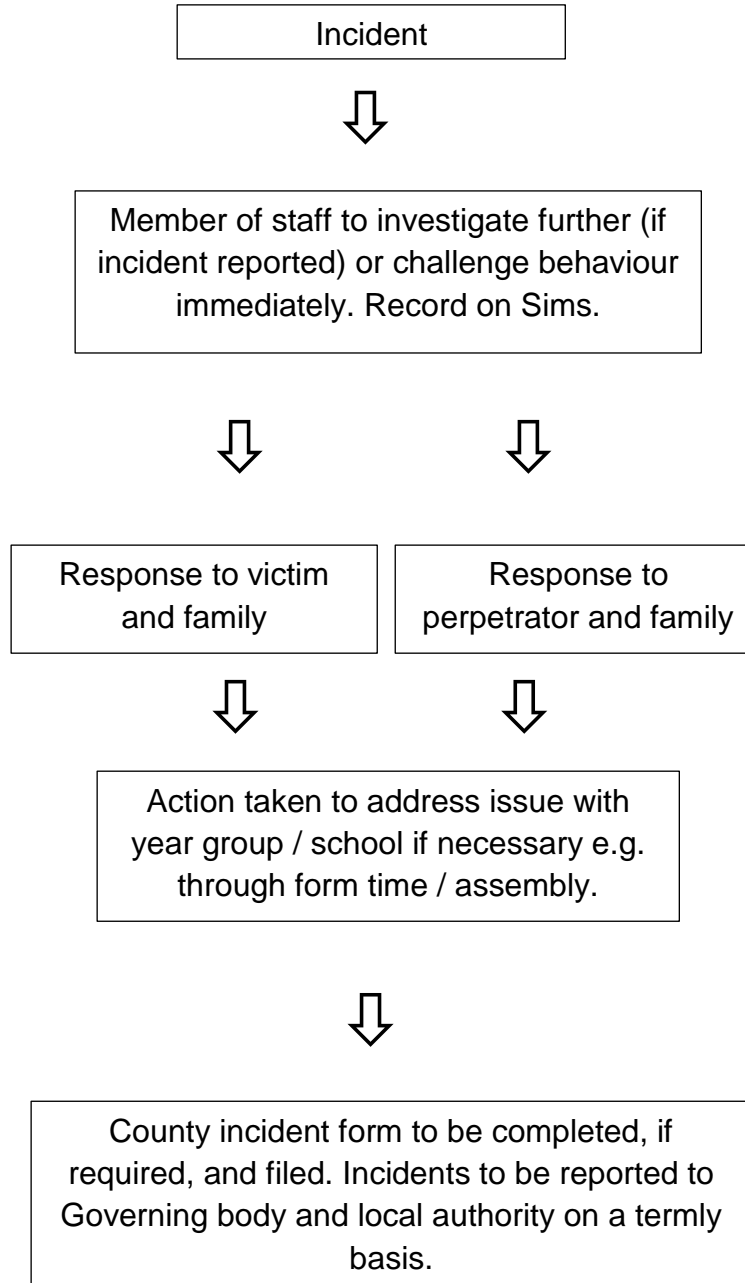 Incident
Member of staff to investigate further (if
incident reported) or challenge behaviour
immediately. Record on Sims.
Response to victim
and family
Response to
perpetrator and family
Action taken to address issue with
year group / school if necessary e.g.
through form time / assembly.
County incident form to be completed, if
required, and filed. Incidents to be reported to
Governing body and local authority on a termly
basis.